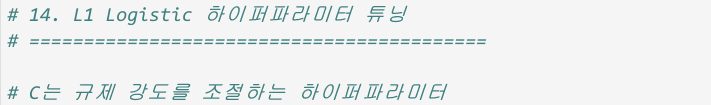 # 14. L1 Logistic 하이퍼파라미터 튜닝
# ==========================================
# C는 규제 강도를 조절하는 하이퍼파라미터